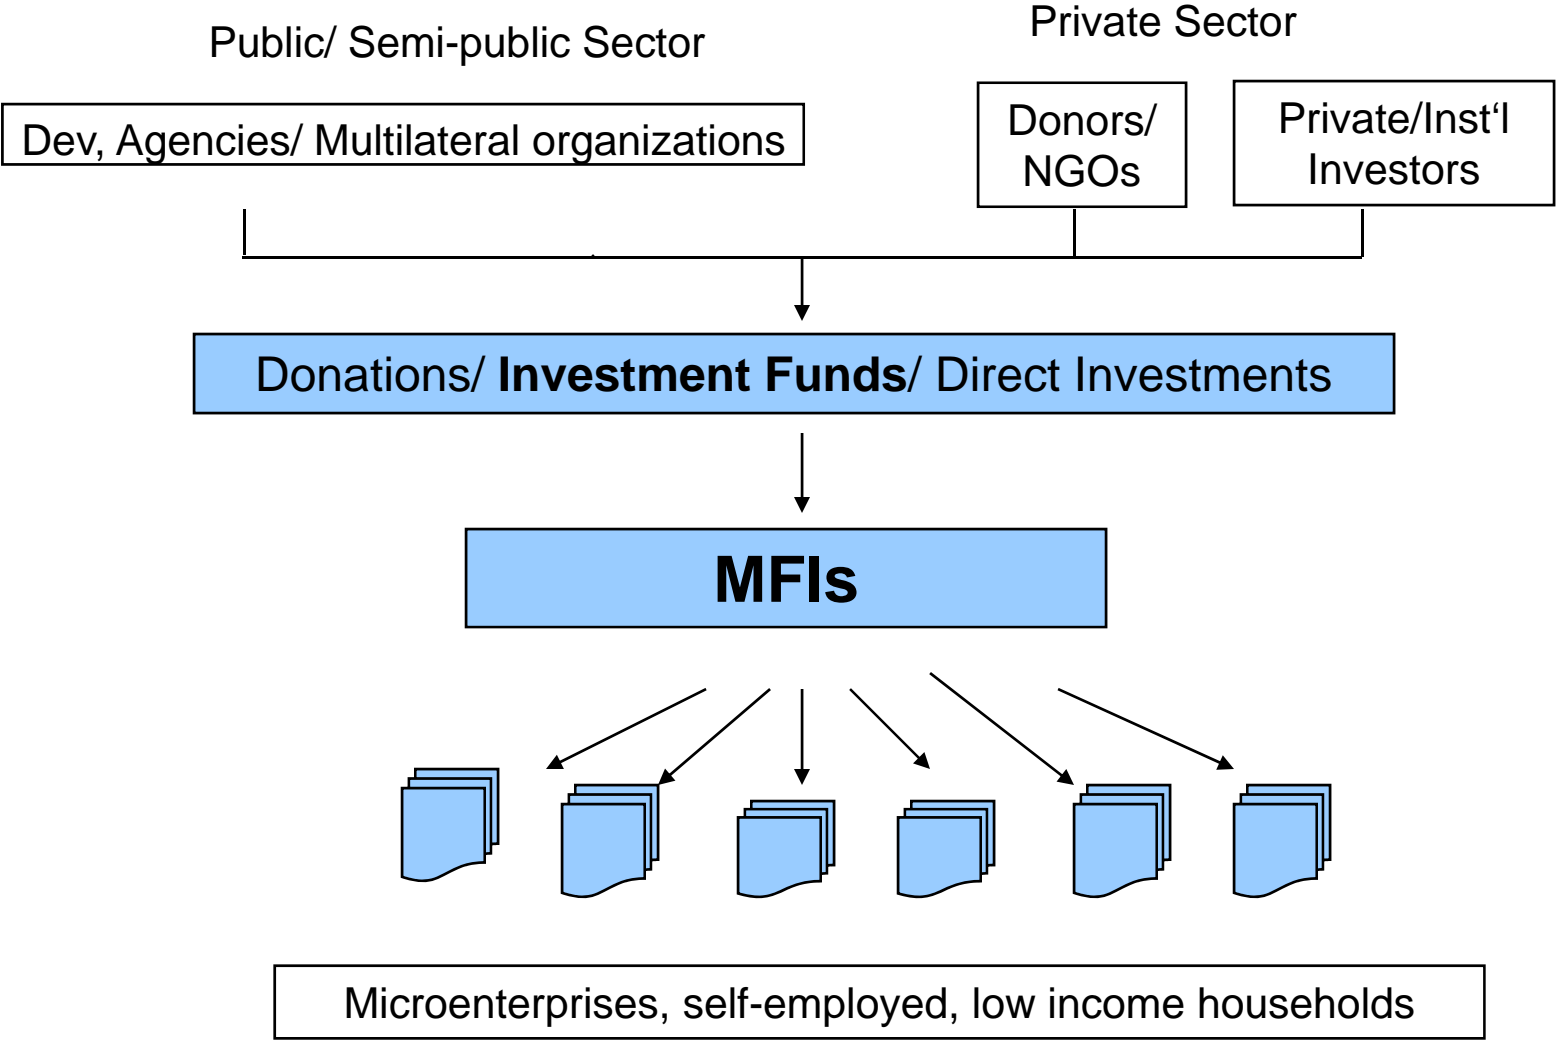 Public/ Semi-public Sector
Private Sector
Dev, Agencies/ Multilateral organizations
Donors/
NGOs
Private/Inst‘l
Investors
Donations/ Investment Funds/ Direct Investments
MFIs
Microenterprises, self-employed, low income households